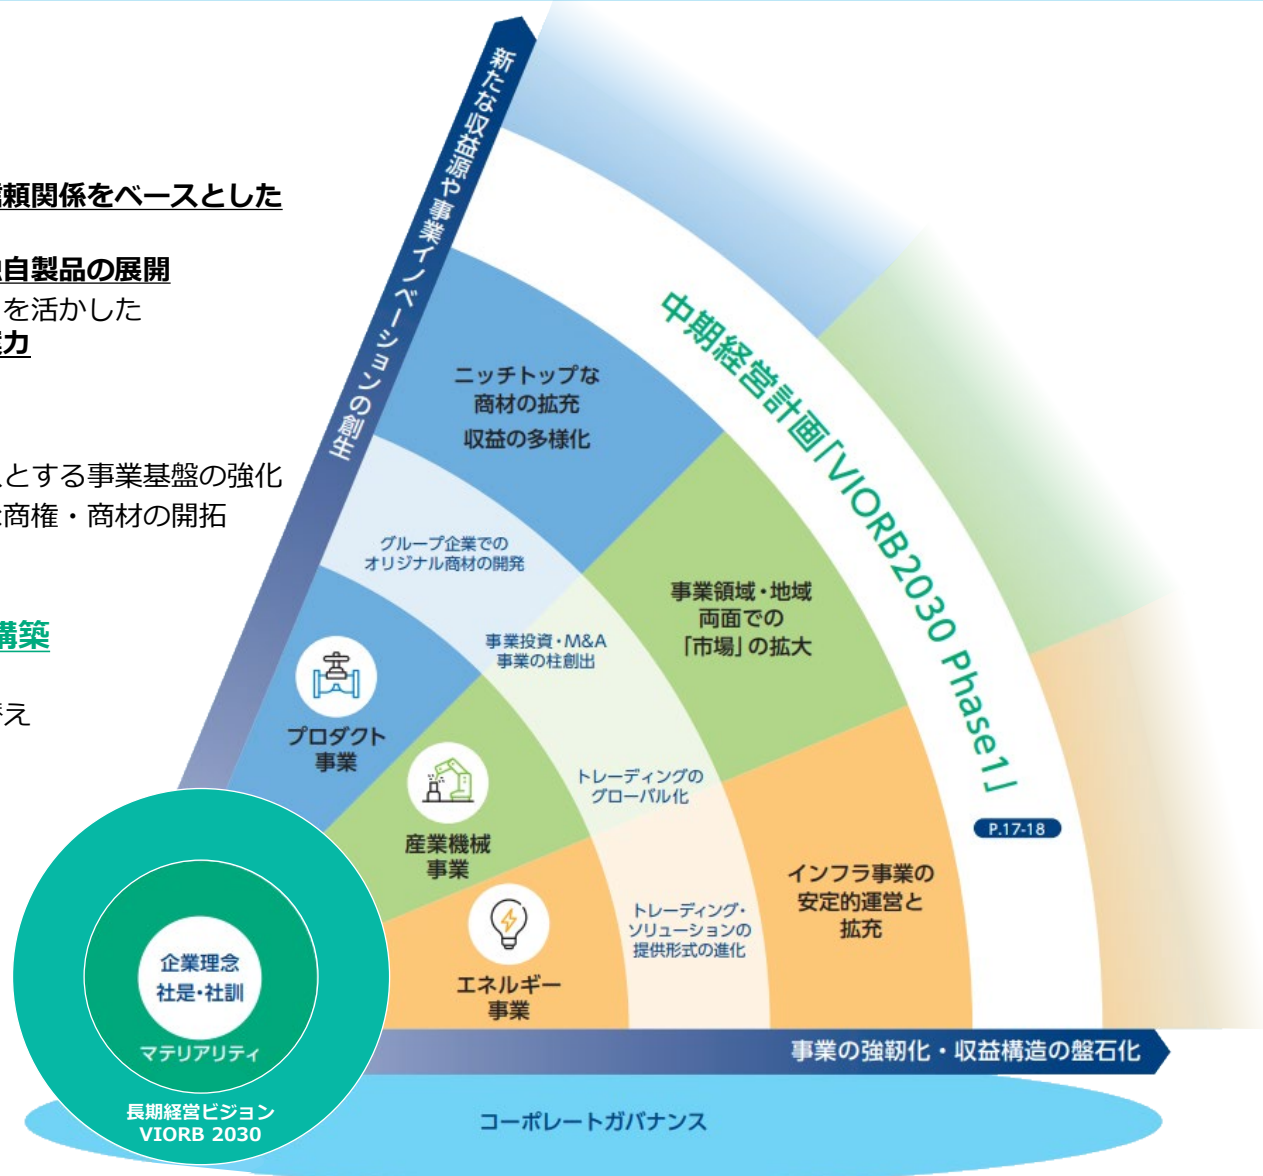 頼関係をベースとした
自製品の展開
を活かした
力
とする事業基盤の強化
商権・商材の開拓
構築
え
新たな収益源や事業イノベーションの創生
中期経営計画「VIORB2030 Phase1」
P.17-18
ニッチトップな
商材の拡充
収益の多様化
グループ企業での
オリジナル商材の開発
事業領域・地域
両面での
「市場」の拡大
事業投資・M&A
事業の柱創出
プロダクト
事業
トレーディングの
グローバル化
産業機械
事業
インフラ事業の
安定的運営と
拡充
トレーディング・
ソリューションの
提供形式の進化
エネルギー
事業
企業理念
社是・社訓
マテリアリティ
長期経営ビジョン
VIORB 2030
事業の強靭化・収益構造の盤石化
コーポレートガバナンス